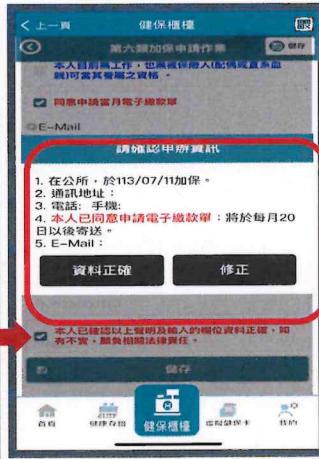 上一頁
健保櫃檯
第六類加保申請作業
儲存
本人目前無工作,也無被保險人(配偶或直系血
親)可當其眷屬之資格。
同意申請當月電子繳款單
E-Mail
請確認申辦資訊
1. 在公所,於113/07/11加保。
2. 通訊地址:
3. 電話: 手機:
4. 本人已同意申請電子繳款單:將於每月20
日以後寄送。
5. E-Mail:
資料正確
修正
本人已確認以上聲明及輸入的欄位資料正確,如
有不實,願負相關法律責任。
儲存
首頁
健康存摺
健保櫃檯
虛擬健保卡
我的